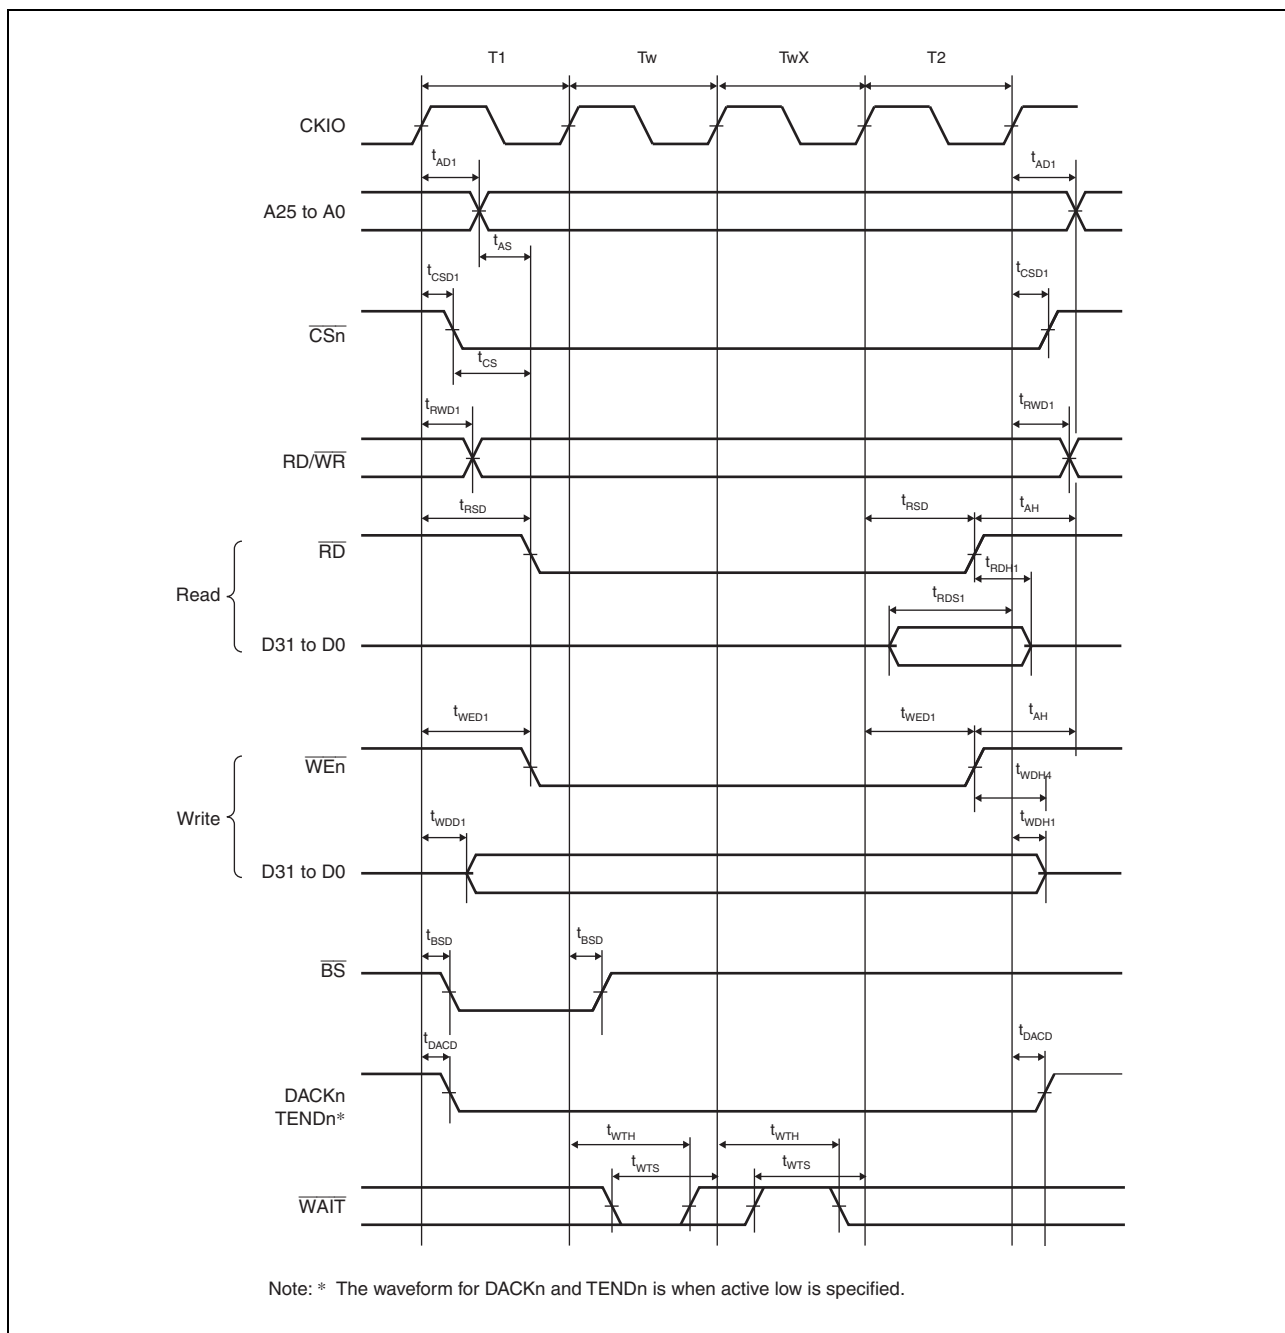 T1 Tw TwX T2
CKIO
tAD1 tAD1
A25 to A0
tAS
tCSD1 tCSD1
CSn
tCS
tRWD1 tRWD1
RD/WR
tRSD tRSD tAH
RD
tRDH1
Read
tRDS1
D31 to D0
tWED1 tWED1 tAH
WEn
tWDH4
Write
tWDD1 tWDH1
D31 to D0
tBSD tBSD
BS
tDACD tDACD
DACKn
TENDn*
tWTH tWTH
tWTS tWTS
WAIT
Note: * The waveform for DACKn and TENDn is when active low is specified.